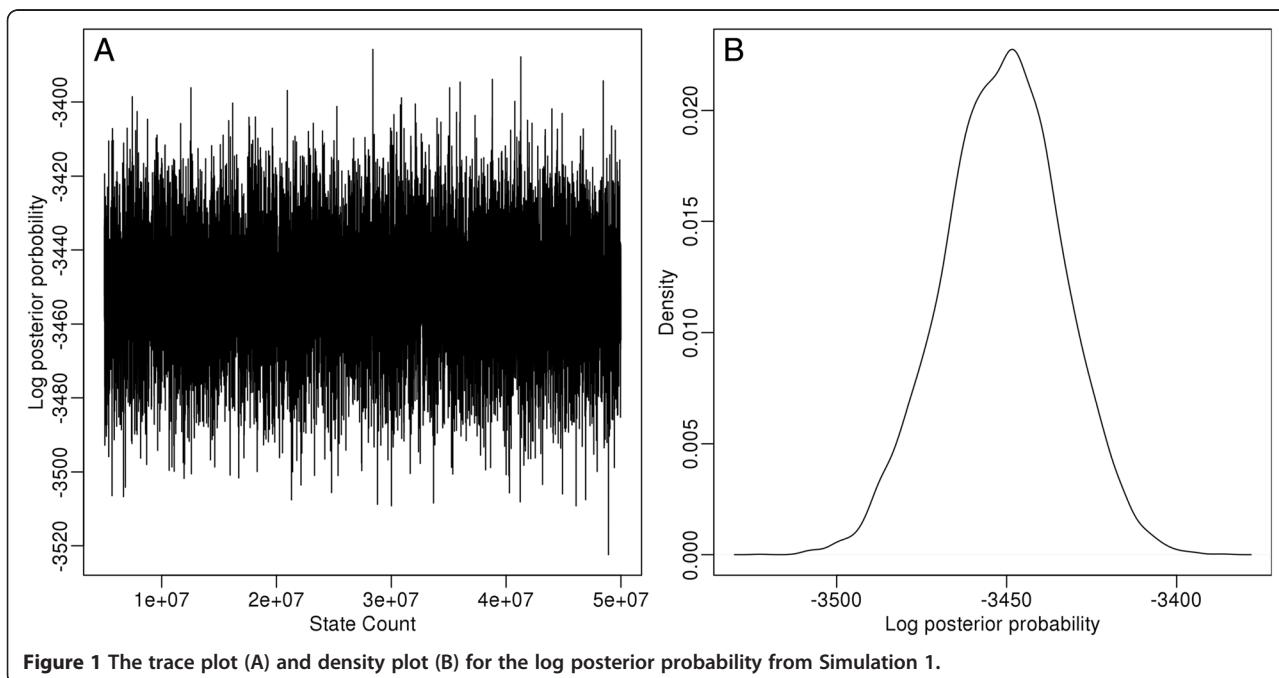 A
-3400
-3420
-3440
-3460
-3480
-3500
-3520
Log posterior porbobility
1e+07 2e+07 3e+07 4e+07 5e+07
State Count
B
0.020
0.015
0.010
0.005
0.000
Density
-3500 -3450 -3400
Log posterior probability
Figure 1 The trace plot (A) and density plot (B) for the log posterior probability from Simulation 1.